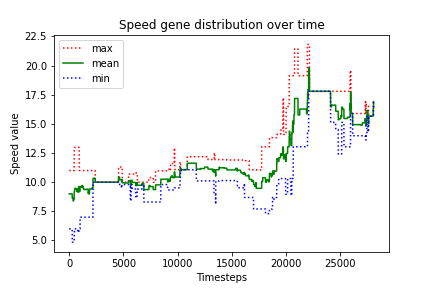 Speed gene distribution over time
22.5
20.0
17.5
15.0
12.5
10.0
7.5
5.0
Speed value
max
mean
min
0 5000 10000 15000 20000 25000
Timesteps